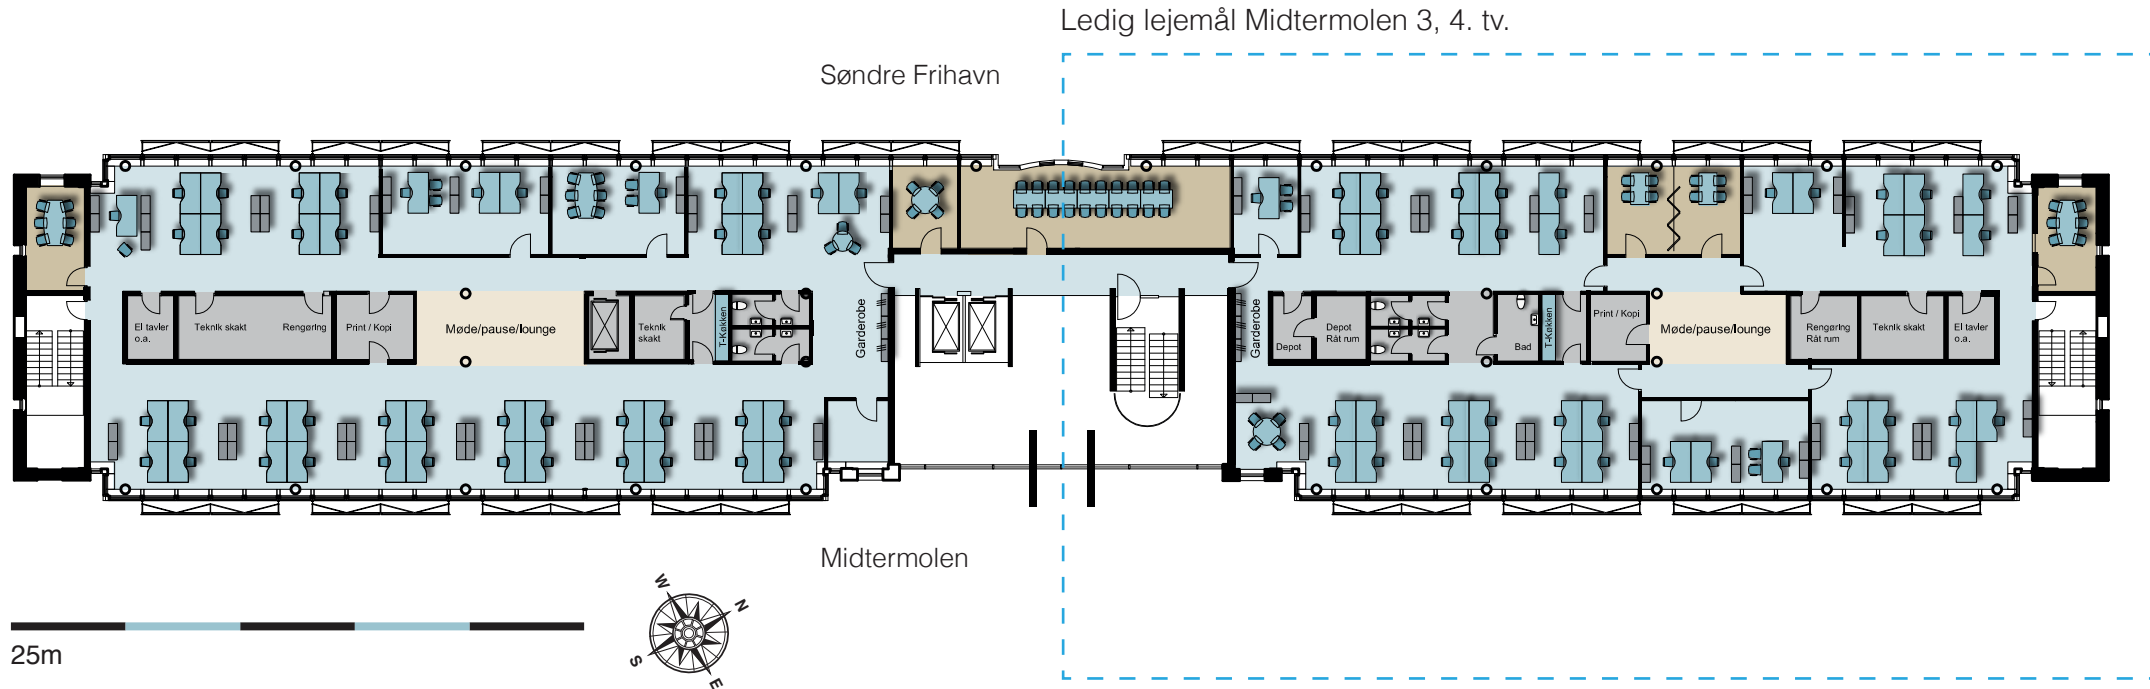 Ledig lejemål Midtermolen 3, 4. tv.
Søndre Frihavn
El tavler
o.a.
Teknik skakt
Rengøring
Print / Kopi
Møde/pause/lounge
Teknik
skakt
T-Køkken
Garderobe
Garderobe
Depot
Depot
Råt rum
Bad
T-Køkken
Print / Kopi
Møde/pause/lounge
Rengøring
Råt rum
Teknik skakt
El tavler
o.a.
Midtermolen
W
N
S
E
25m